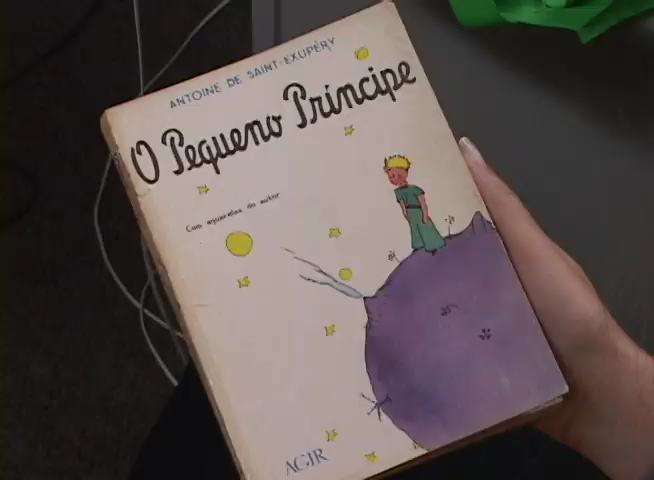 ANTOINE DE SAINT-EXUPÉRY
O Pequeno Príncipe
Com aquarelas do autor
AGIR